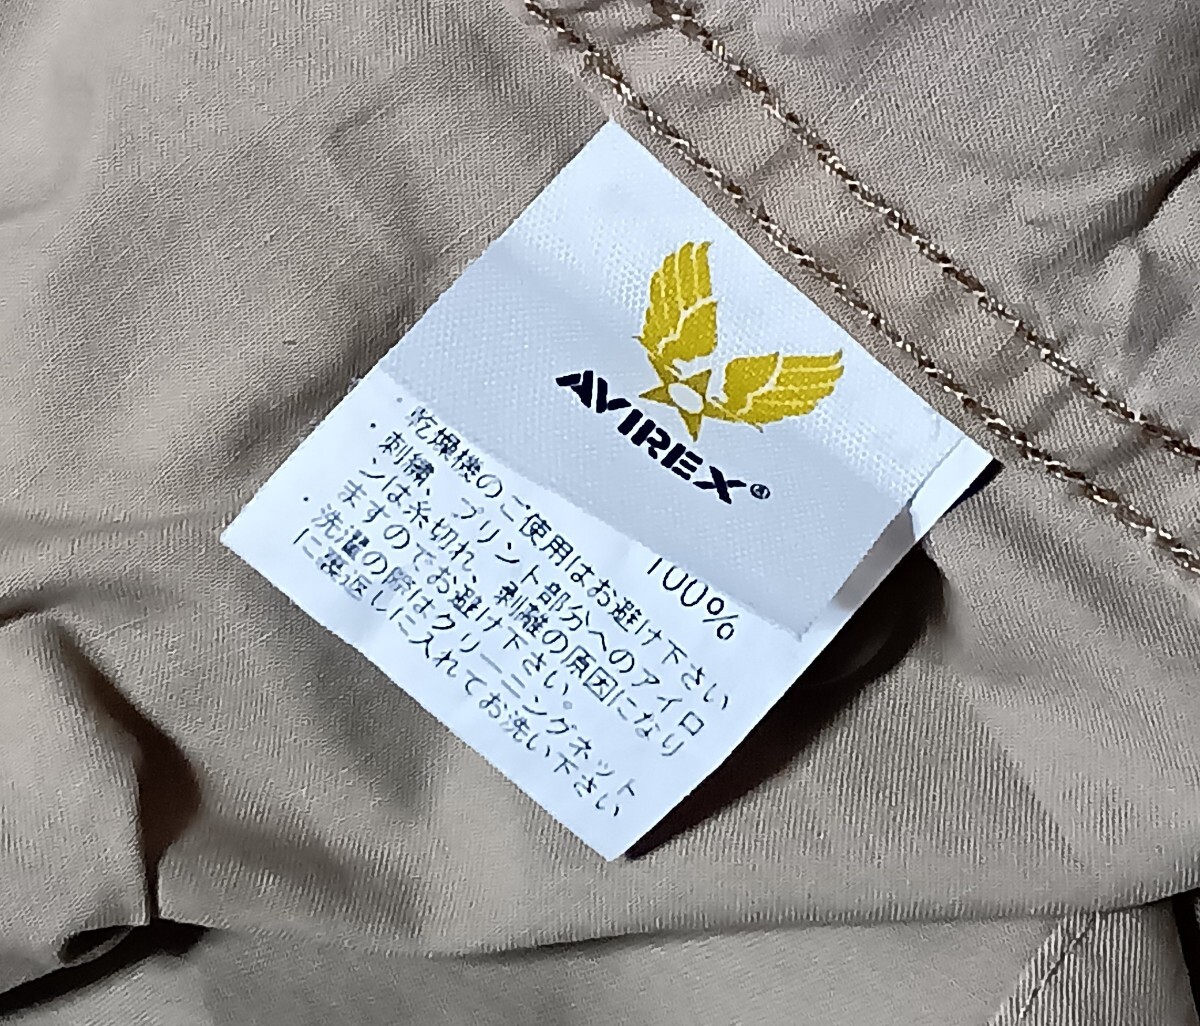 AVIREX®
100%
・乾燥機のご使用はお避け下さい
・刺繍、プリント部分へのアイロ
ンは糸切れ、剥離の原因になり
ますのでお避け下さい。
・洗濯の際はクリーニングネット
に裏返しに入れてお洗い下さい